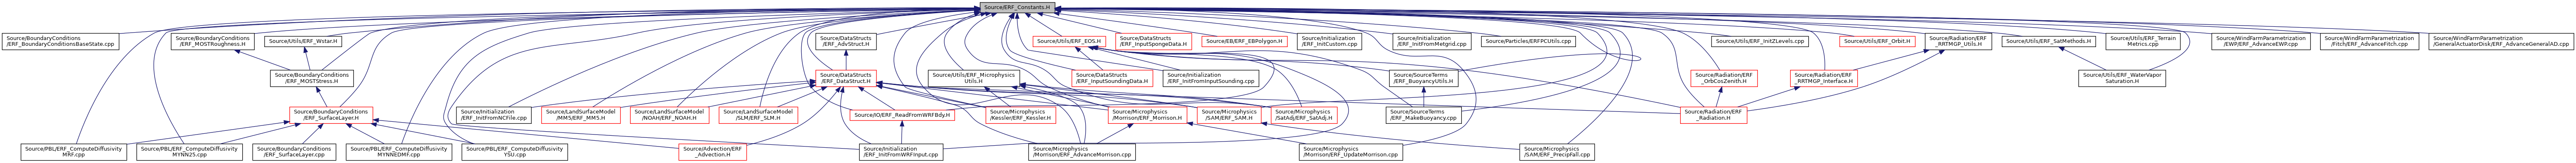 Source/ERF_Constants.H
Source/BoundaryConditions
/ERF_BoundaryConditionsBaseState.cpp
Source/BoundaryConditions
/ERF_MOSTRoughness.H
Source/Utils/ERF_Wstar.H
Source/DataStructs
/ERF_AdvStruct.H
Source/Utils/ERF_EOS.H
Source/DataStructs
/ERF_InputSpongeData.H
Source/EB/ERF_EBPolygon.H
Source/Initialization
/ERF_InitCustom.cpp
Source/Initialization
/ERF_InitFromMetgrid.cpp
Source/Particles/ERFPCUtils.cpp
Source/Utils/ERF_InitZLevels.cpp
Source/Utils/ERF_Orbit.H
Source/Radiation/ERF
_RRTMGP_Utils.H
Source/Utils/ERF_SatMethods.H
Source/Utils/ERF_Terrain
Metrics.cpp
Source/WindFarmParametrization
/EWP/ERF_AdvanceEWP.cpp
Source/WindFarmParametrization
/Fitch/ERF_AdvanceFitch.cpp
Source/WindFarmParametrization
/GeneralActuatorDisk/ERF_AdvanceGeneralAD.cpp
Source/BoundaryConditions
/ERF_MOSTStress.H
Source/DataStructs
/ERF_DataStruct.H
Source/Utils/ERF_Microphysics
Utils.H
Source/DataStructs
/ERF_InputSoundingData.H
Source/Initialization
/ERF_InitFromInputSounding.cpp
Source/SourceTerms
/ERF_BuoyancyUtils.H
Source/Radiation/ERF
_OrbCosZenith.H
Source/Radiation/ERF
_RRTMGP_Interface.H
Source/Utils/ERF_WaterVapor
Saturation.H
Source/BoundaryConditions
/ERF_SurfaceLayer.H
Source/Initialization
/ERF_InitFromNCFile.cpp
Source/LandSurfaceModel
/MM5/ERF_MM5.H
Source/LandSurfaceModel
/NOAH/ERF_NOAH.H
Source/LandSurfaceModel
/SLM/ERF_SLM.H
Source/IO/ERF_ReadFromWRFBdy.H
Source/Microphysics
/Kessler/ERF_Kessler.H
Source/Microphysics
/Morrison/ERF_Morrison.H
Source/Microphysics
/SAM/ERF_SAM.H
Source/Microphysics
/SatAdj/ERF_SatAdj.H
Source/SourceTerms
/ERF_MakeBuoyancy.cpp
Source/Radiation/ERF
_Radiation.H
Source/PBL/ERF_ComputeDiffusivity
MRF.cpp
Source/PBL/ERF_ComputeDiffusivity
MYNN25.cpp
Source/BoundaryConditions
/ERF_SurfaceLayer.cpp
Source/PBL/ERF_ComputeDiffusivity
MYNNEDMF.cpp
Source/PBL/ERF_ComputeDiffusivity
YSU.cpp
Source/Advection/ERF
_Advection.H
Source/Initialization
/ERF_InitFromWRFInput.cpp
Source/Microphysics
/Morrison/ERF_AdvanceMorrison.cpp
Source/Microphysics
/Morrison/ERF_UpdateMorrison.cpp
Source/Microphysics
/SAM/ERF_PrecipFall.cpp